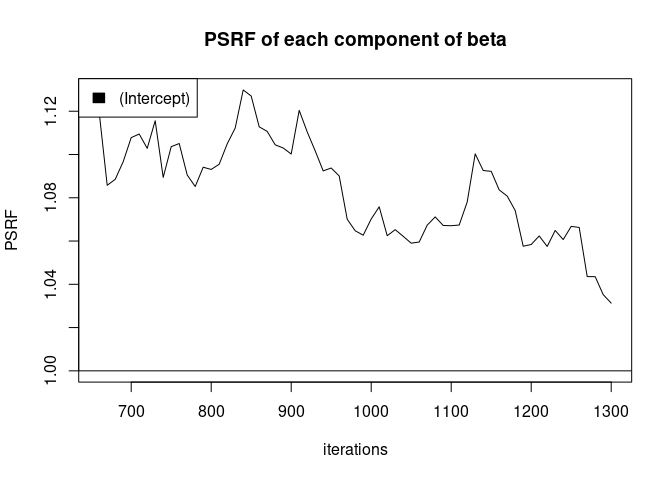 PSRF of each component of beta
(Intercept)
PSRF
1.12
1.08
1.04
1.00
700 800 900 1000 1100 1200 1300
iterations